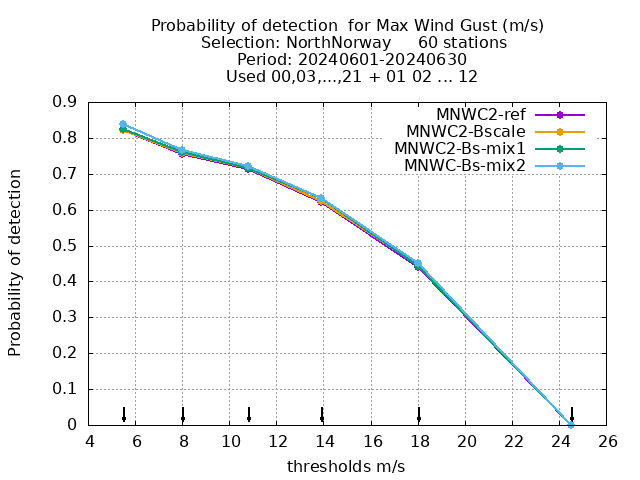 Probability of detection  for Max Wind Gust (m/s)
Selection: NorthNorway     60 stations
Period: 20240601-20240630
Used 00,03,...,21 + 01 02 ... 12
MNWC2-ref
MNWC2-Bscale
MNWC2-Bs-mix1
MNWC-Bs-mix2
Probability of detection
0.9
0.8
0.7
0.6
0.5
0.4
0.3
0.2
0.1
0
4 6 8 10 12 14 16 18 20 22 24 26
thresholds m/s